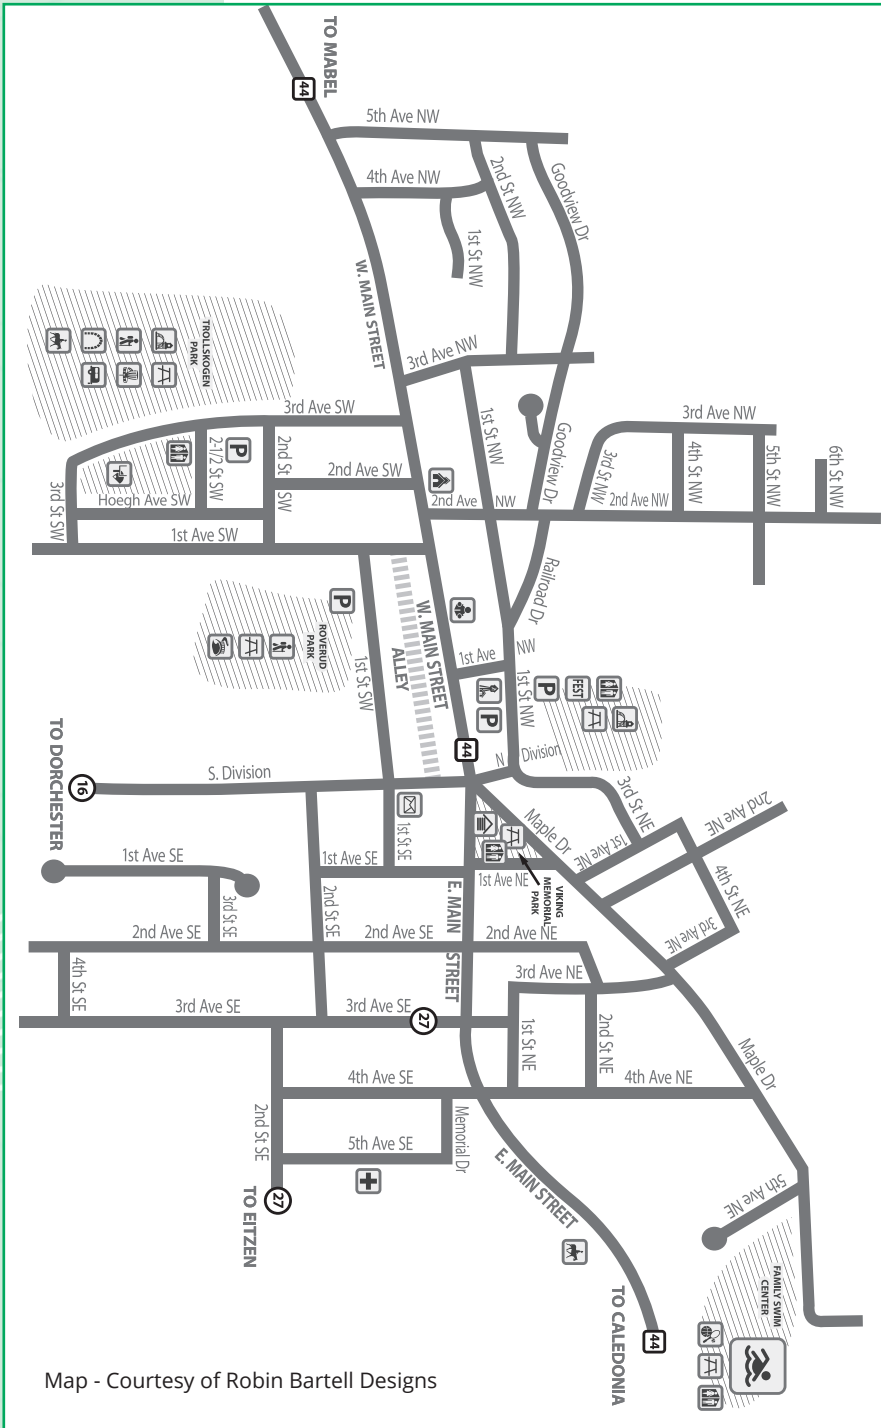 TO MABEL
44
5th Ave NW
4th Ave NW
2nd St NW
Goodview Dr
1st St NW
W. MAIN STREET
TROLLSKOGEN
PARK
3rd Ave NW
3rd Ave SW
1st St NW
Goodview Dr
3rd Ave NW
3rd St NW
4th St NW
5th St NW
6th St NW
2-1/2 St SW
P
2nd St
SW
2nd Ave SW
2nd Ave
NW
2nd Ave NW
3rd St SW
Hoegh Ave SW
1st Ave SW
Railroad Dr
P
ROVERUD
PARK
1st St SW
W. MAIN STREET
ALLEY
1st Ave
NW
1st St NW
P
FEST
P
44
N
Division
TO DORCHESTER
16
S. Division
3rd St NE
2nd Ave NE
Maple Dr
1st Ave NE
1st St SE
4th St NE
3rd Ave NE
1st Ave SE
1st Ave SE
1st Ave NE
VIKING
MEMORIAL
PARK
3rd St SE
2nd St SE
E. MAIN
STREET
2nd Ave SE
2nd Ave SE
2nd Ave NE
4th St SE
3rd Ave NE
3rd Ave SE
3rd Ave SE
27
1st St NE
2nd St NE
Maple Dr
4th Ave SE
4th Ave NE
2nd St SE
5th Ave SE
Memorial Dr
E. MAIN STREET
5th Ave NE
27
TO EITZEN
FAMILY SWIM
CENTER
TO CALEDONIA
44
Map - Courtesy of Robin Bartell Designs